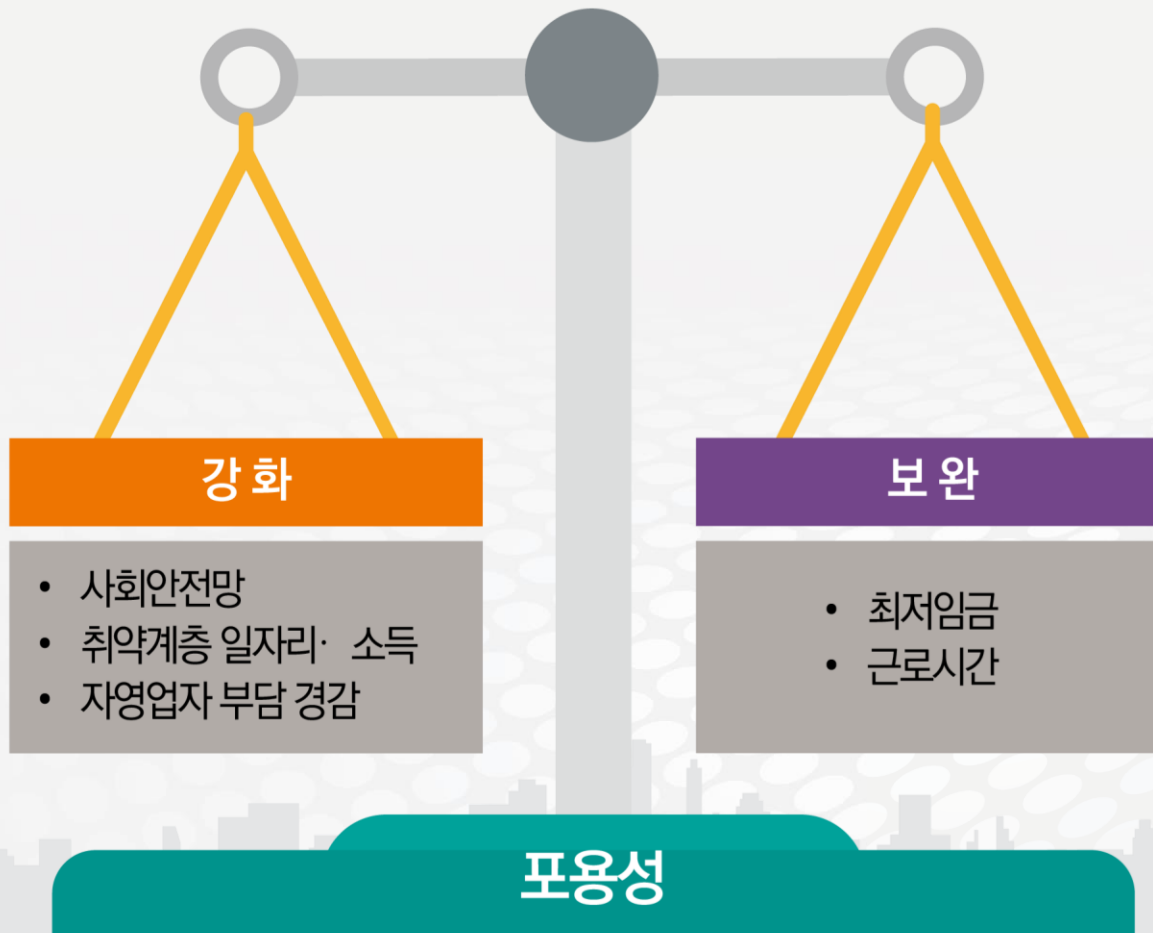 강 화
• 사회안전망
• 취약계층 일자리· 소득
• 자영업자 부담 경감
보 완
• 최저임금
• 근로시간
포용성